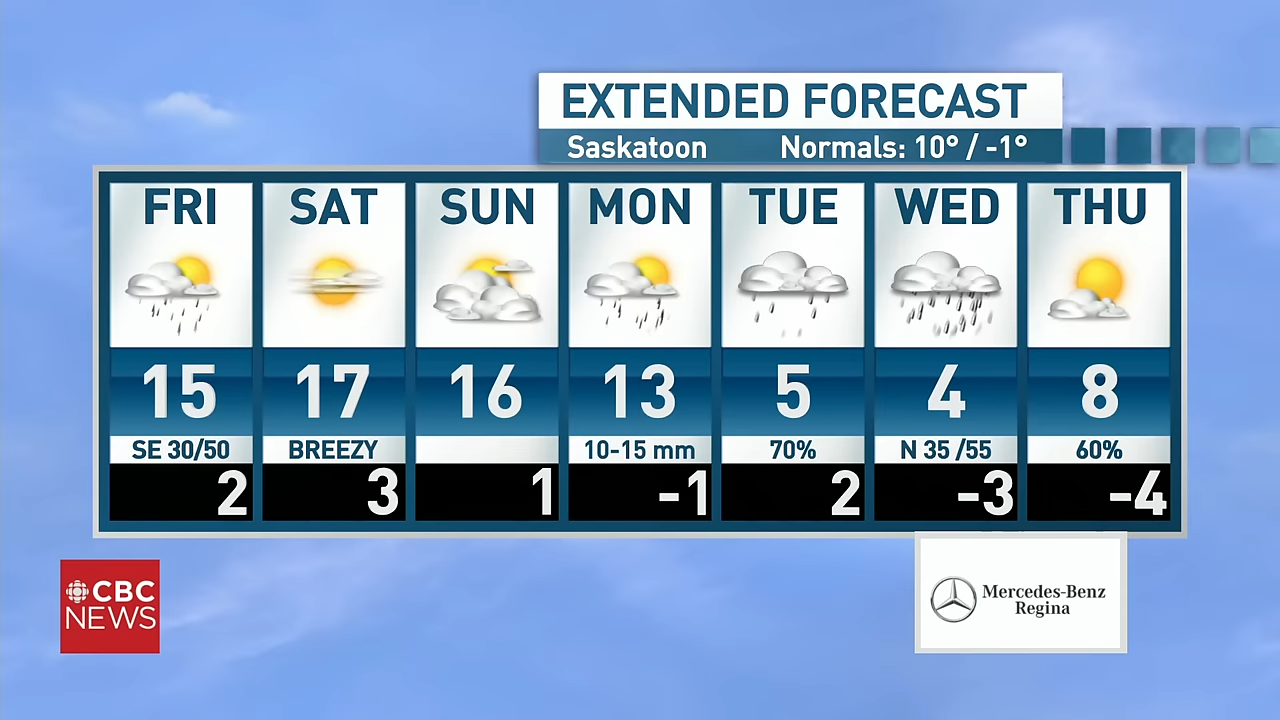 EXTENDED FORECAST
Saskatoon Normals: 10° / -1°
FRI SAT SUN MON TUE WED THU
15 17 16 13 5 4 8
SE 30/50 BREEZY 10-15 mm 70% N 35 /55 60%
2 3 1 -1 2 -3 -4
CBC
NEWS
Mercedes-Benz
Regina